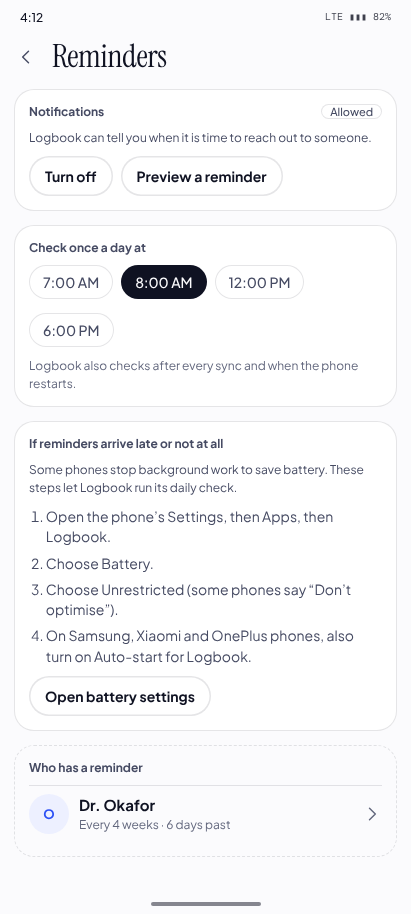 4:12
LTE 82%
Reminders
Notifications
Allowed
Logbook can tell you when it is time to reach out to someone.
Turn off
Preview a reminder
Check once a day at
7:00 AM
8:00 AM
12:00 PM
6:00 PM
Logbook also checks after every sync and when the phone
restarts.
If reminders arrive late or not at all
Some phones stop background work to save battery. These
steps let Logbook run its daily check.
1. Open the phone's Settings, then Apps, then
Logbook.
2. Choose Battery.
3. Choose Unrestricted (some phones say “Don't
optimise”).
4. On Samsung, Xiaomi and OnePlus phones, also
turn on Auto-start for Logbook.
Open battery settings
Who has a reminder
O
Dr. Okafor
Every 4 weeks · 6 days past